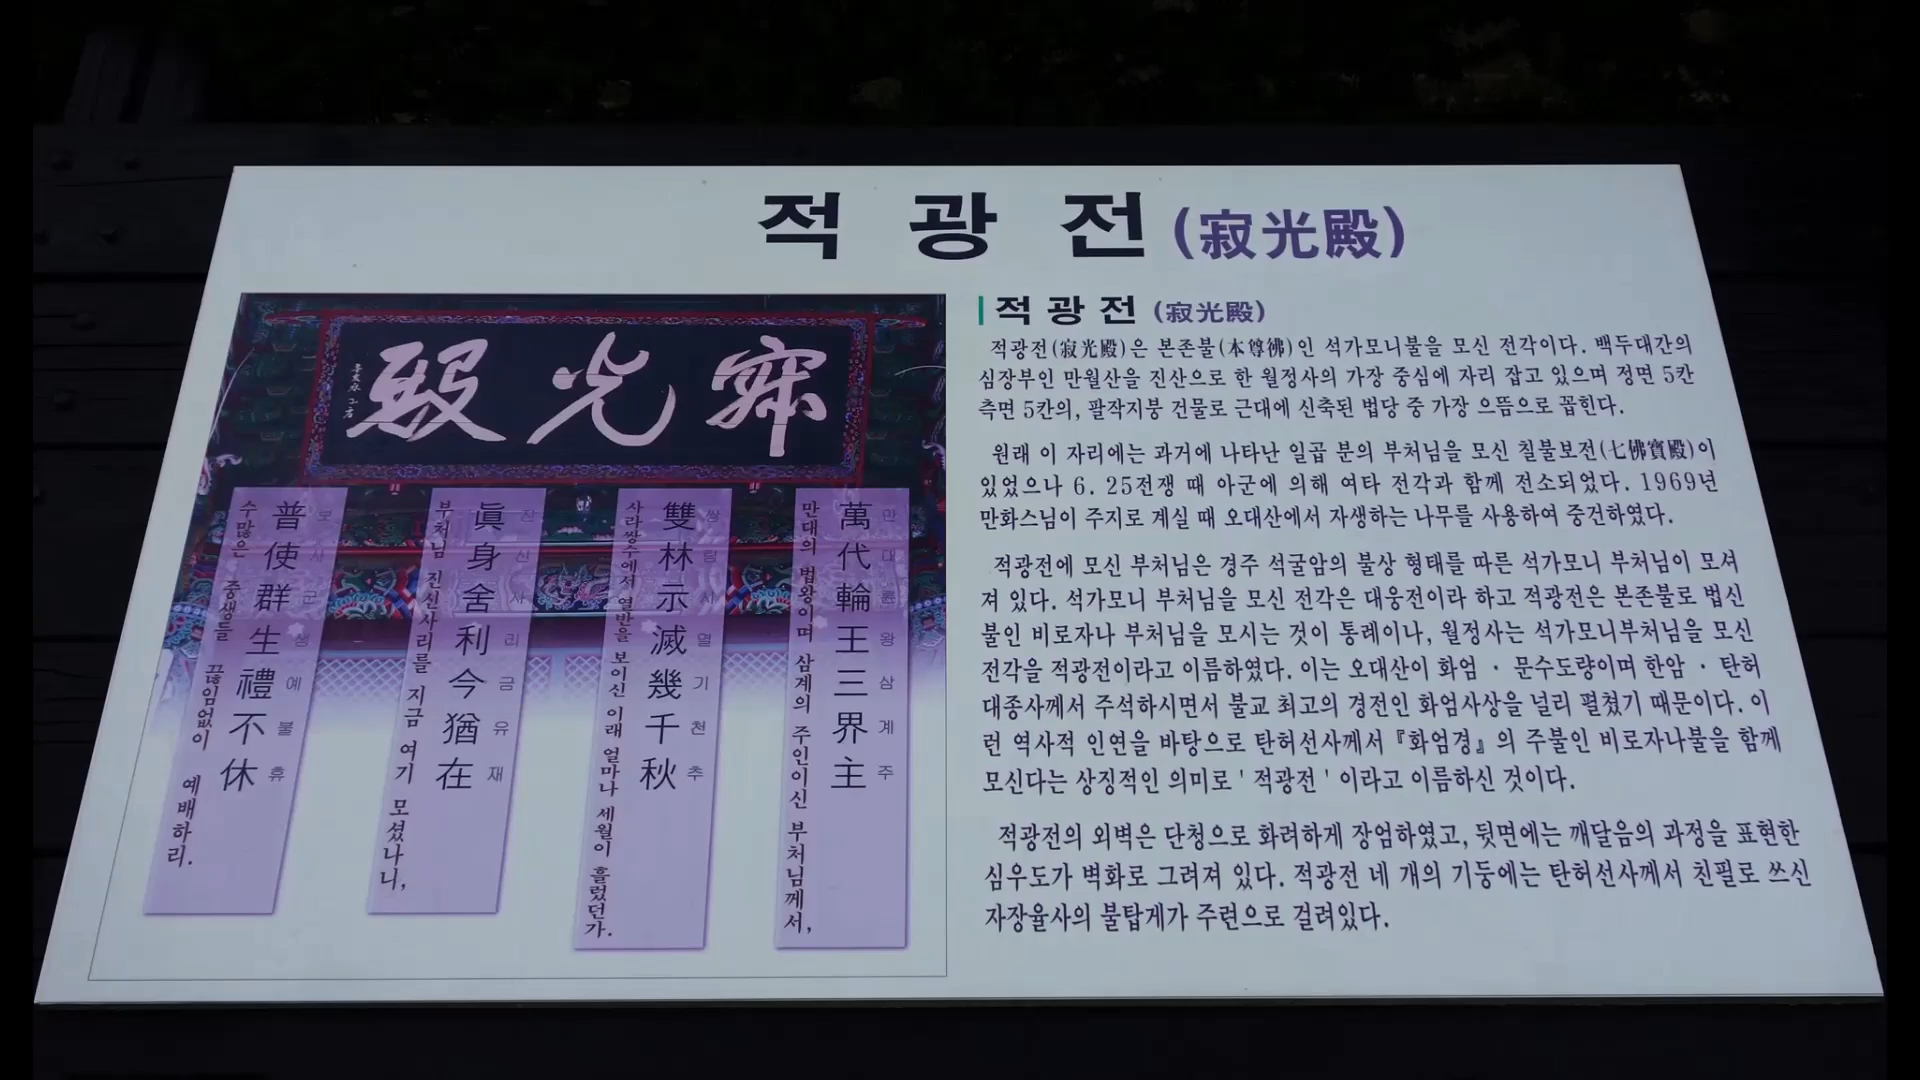 적 광 전 (寂光殿)
寂光殿
萬代輪王三界主
만대륜왕삼계주
만대의 법왕이며 삼계의 주인이신 부처님께서,
雙林示滅幾千秋
쌍림시멸기천추
사라쌍수에서 열반을 보이신 이래 얼마나 세월이 흘렀던가.
眞身舍利今猶在
진신사리금유재
부처님 진신사리를 지금 여기 모셨나니,
普使群生禮不休
보사군생예불휴
수많은 중생들 끊임없이 예배하리.
적 광 전 (寂光殿)
적광전(寂光殿)은 본존불(本尊彿)인 석가모니불을 모신 전각이다. 백두대간의
심장부인 만월산을 진산으로 한 월정사의 가장 중심에 자리 잡고 있으며 정면 5칸
측면 5칸의, 팔작지붕 건물로 근대에 신축된 법당 중 가장 으뜸으로 꼽힌다.
원래 이 자리에는 과거에 나타난 일곱 분의 부처님을 모신 칠불보전(七佛寶殿)이
있었으나 6. 25전쟁 때 아군에 의해 여타 전각과 함께 전소되었다. 1969년
만화스님이 주지로 계실 때 오대산에서 자생하는 나무를 사용하여 중건하였다.
적광전에 모신 부처님은 경주 석굴암의 불상 형태를 따른 석가모니 부처님이 모셔
져 있다. 석가모니 부처님을 모신 전각은 대웅전이라 하고 적광전은 본존불로 법신
불인 비로자나 부처님을 모시는 것이 통례이나, 월정사는 석가모니부처님을 모신
전각을 적광전이라고 이름하였다. 이는 오대산이 화엄 · 문수도량이며 한암 · 탄허
대종사께서 주석하시면서 불교 최고의 경전인 화엄사상을 널리 펼쳤기 때문이다. 이
런 역사적 인연을 바탕으로 탄허선사께서 『화엄경』의 주불인 비로자나불을 함께
모신다는 상징적인 의미로 ' 적광전 ' 이라고 이름하신 것이다.
적광전의 외벽은 단청으로 화려하게 장엄하였고, 뒷면에는 깨달음의 과정을 표현한
심우도가 벽화로 그려져 있다. 적광전 네 개의 기둥에는 탄허선사께서 친필로 쓰신
자장율사의 불탑게가 주련으로 걸려있다.